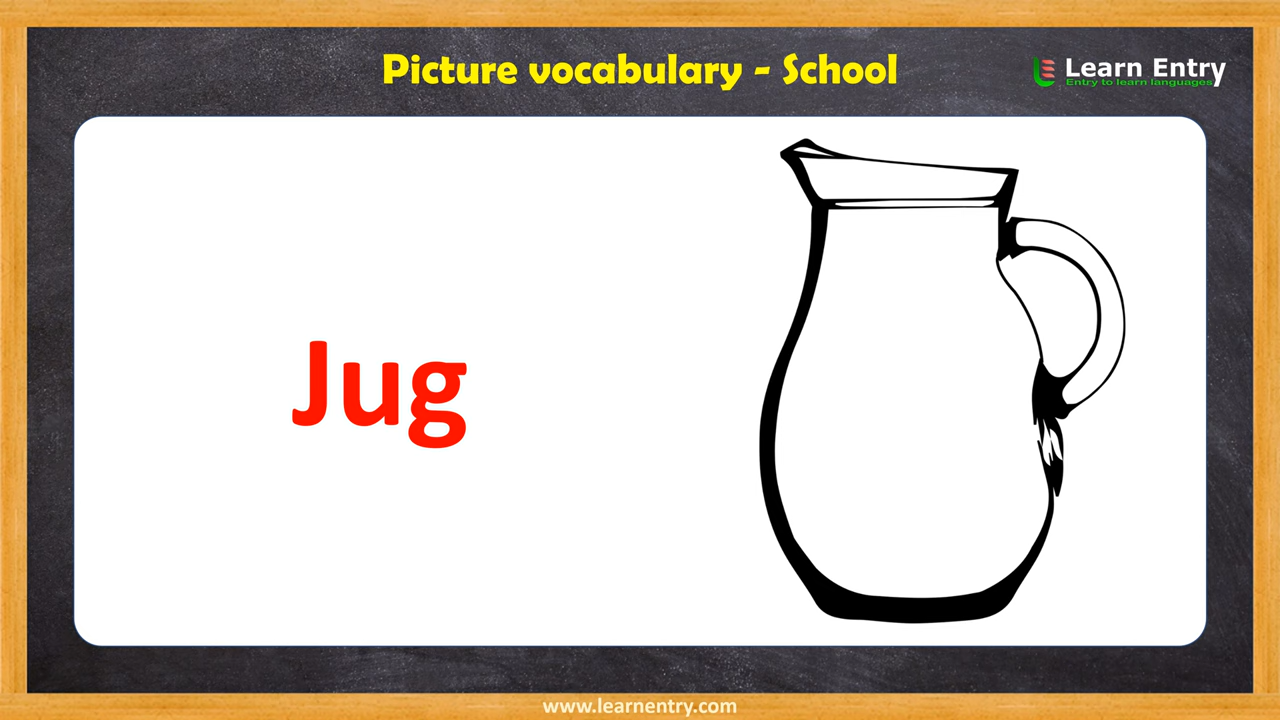 Picture vocabulary - School
Learn Entry
Entry to learn languages
Jug
www.learnentry.com